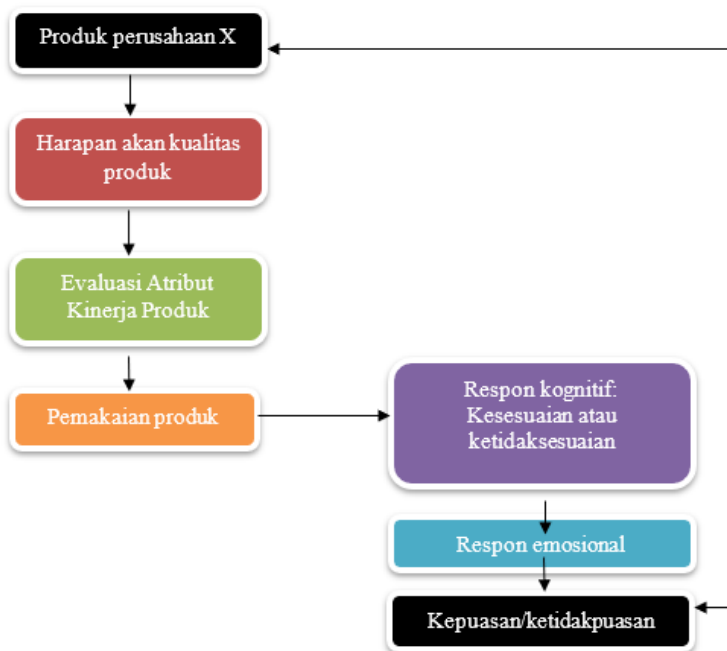 Produk perusahaan X
Harapan akan kualitas
produk
Evaluasi Atribut
Kinerja Produk
Pemakaian produk
Respon kognitif:
Kesesuaian atau
ketidaksesuaian
Respon emosional
Kepuasan/ketidakpuasan